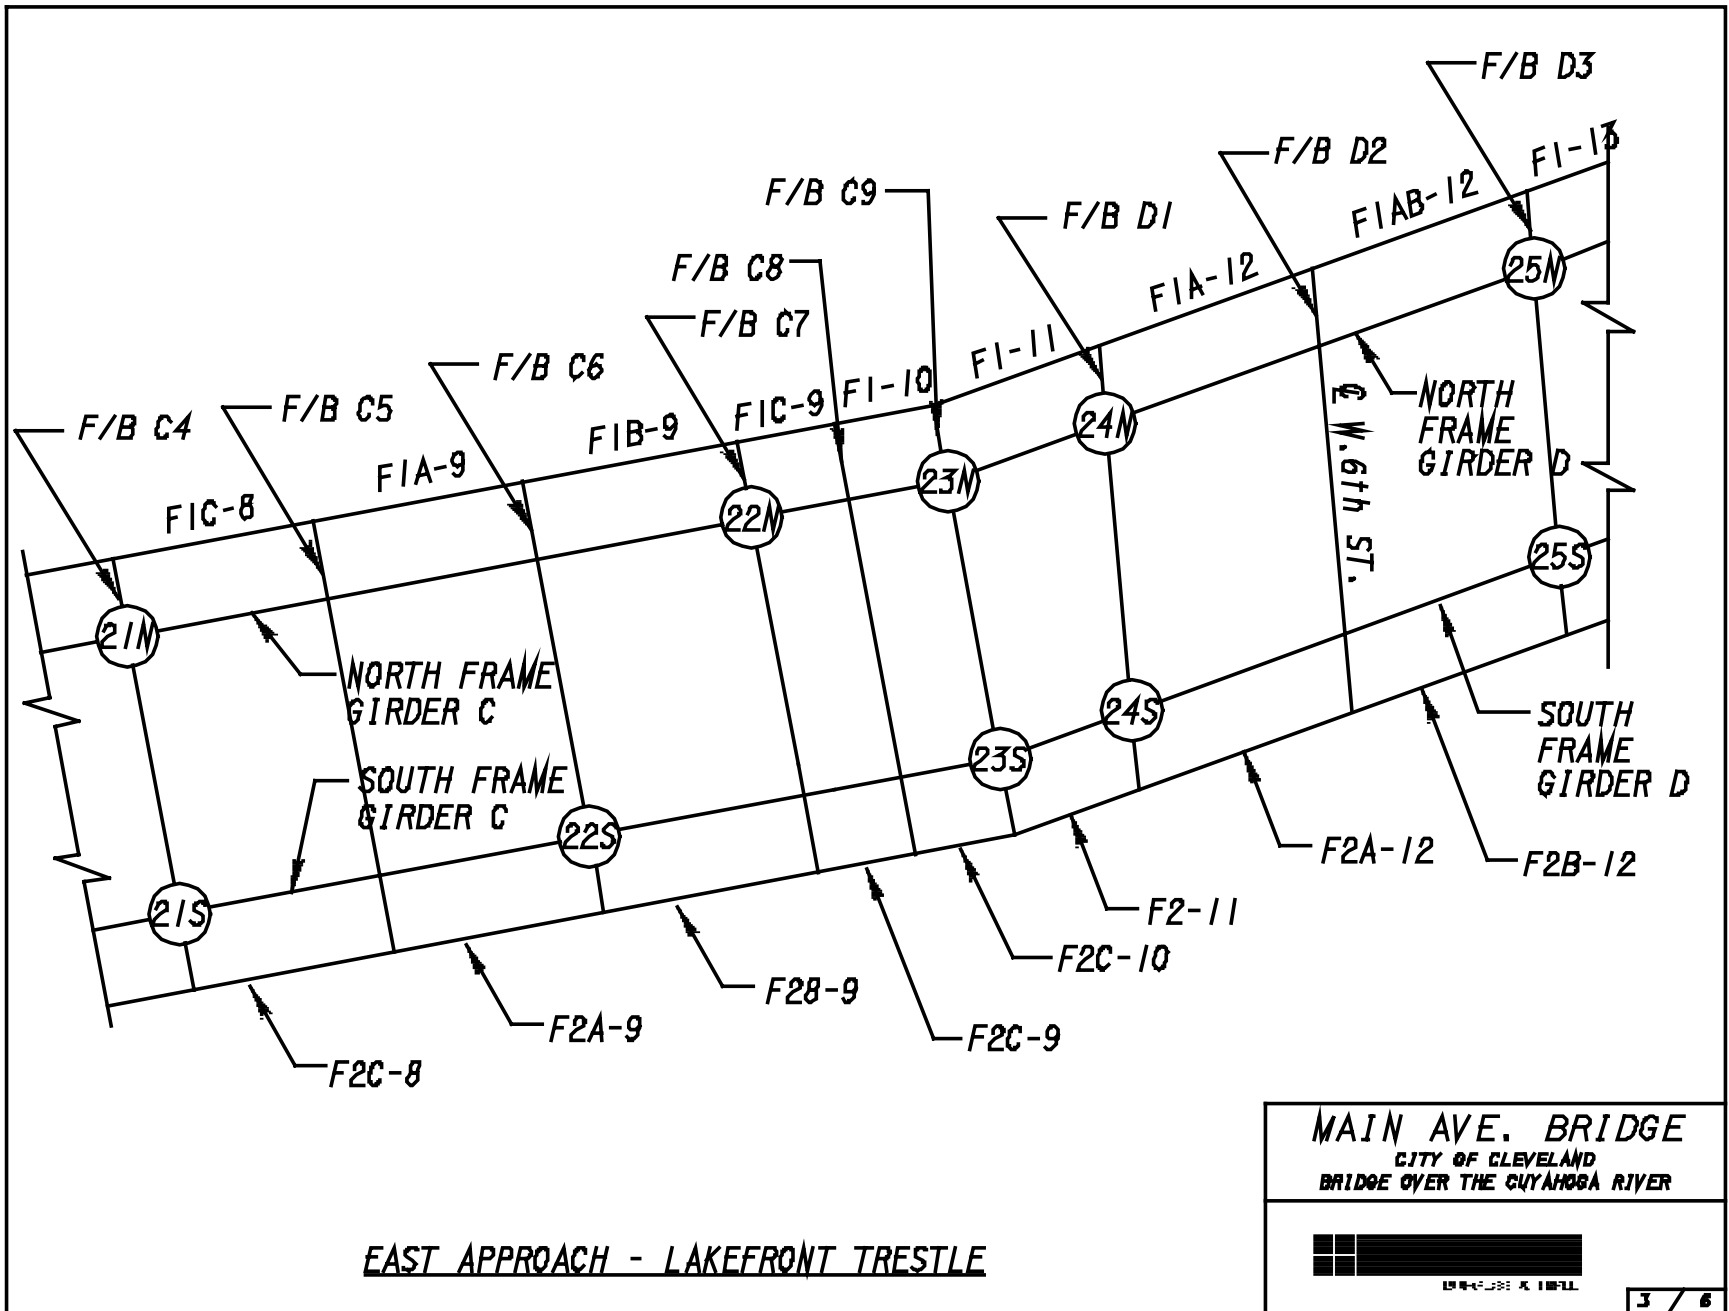 F/B D3
F1-13
F/B D2
F1AB-12
F/B C9
F/B D1
25N
F1A-12
F/B C8
F/B C7
F1-11
F/B C6
F1-10
F1C-9
24N
NORTH
FRAME
GIRDER D
℄ W.6th ST.
F/B C5
F/B C4
F1B-9
F1A-9
23N
F1C-8
22N
25S
21N
NORTH FRAME
GIRDER C
24S
SOUTH
FRAME
GIRDER D
23S
SOUTH FRAME
GIRDER C
22S
F2A-12
F2B-12
21S
F2-11
F2C-10
F28-9
F2A-9
F2C-9
F2C-8
MAIN AVE. BRIDGE
CITY OF CLEVELAND
BRIDGE OVER THE CUYAHOGA RIVER
EAST APPROACH - LAKEFRONT TRESTLE
3 / 6